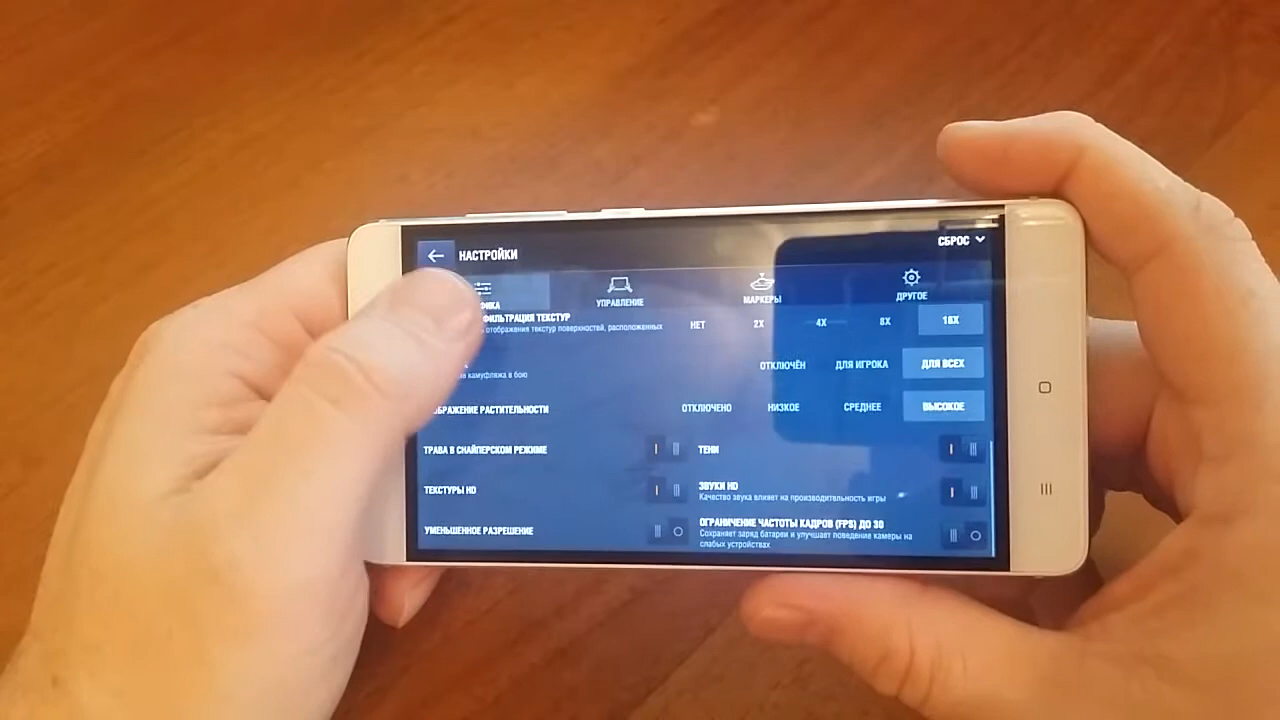 НАСТРОЙКИ
СБРОС
УПРАВЛЕНИЕ
МАРКЕРЫ
ДРУГОЕ
ФИЛЬТРАЦИЯ ТЕКСТУР
отображения текстур поверхностей, расположенных
НЕТ 2X 4X 8X 16X
камуфляжа в бою
ОТКЛЮЧЁН ДЛЯ ИГРОКА ДЛЯ ВСЕХ
РАСТИТЕЛЬНОСТИ
ОТКЛЮЧЕНО НИЗКОЕ СРЕДНЕЕ ВЫСОКОЕ
ТРАВА В СНАЙПЕРСКОМ РЕЖИМЕ
ТЕНИ
ТЕКСТУРЫ HD
ЗВУКИ HD
Качество звука влияет на производительность игры
УМЕНЬШЕННОЕ РАЗРЕШЕНИЕ
ОГРАНИЧЕНИЕ ЧАСТОТЫ КАДРОВ (FPS) ДО 30
Сохраняет заряд батареи и улучшает поведение камеры на
слабых устройствах